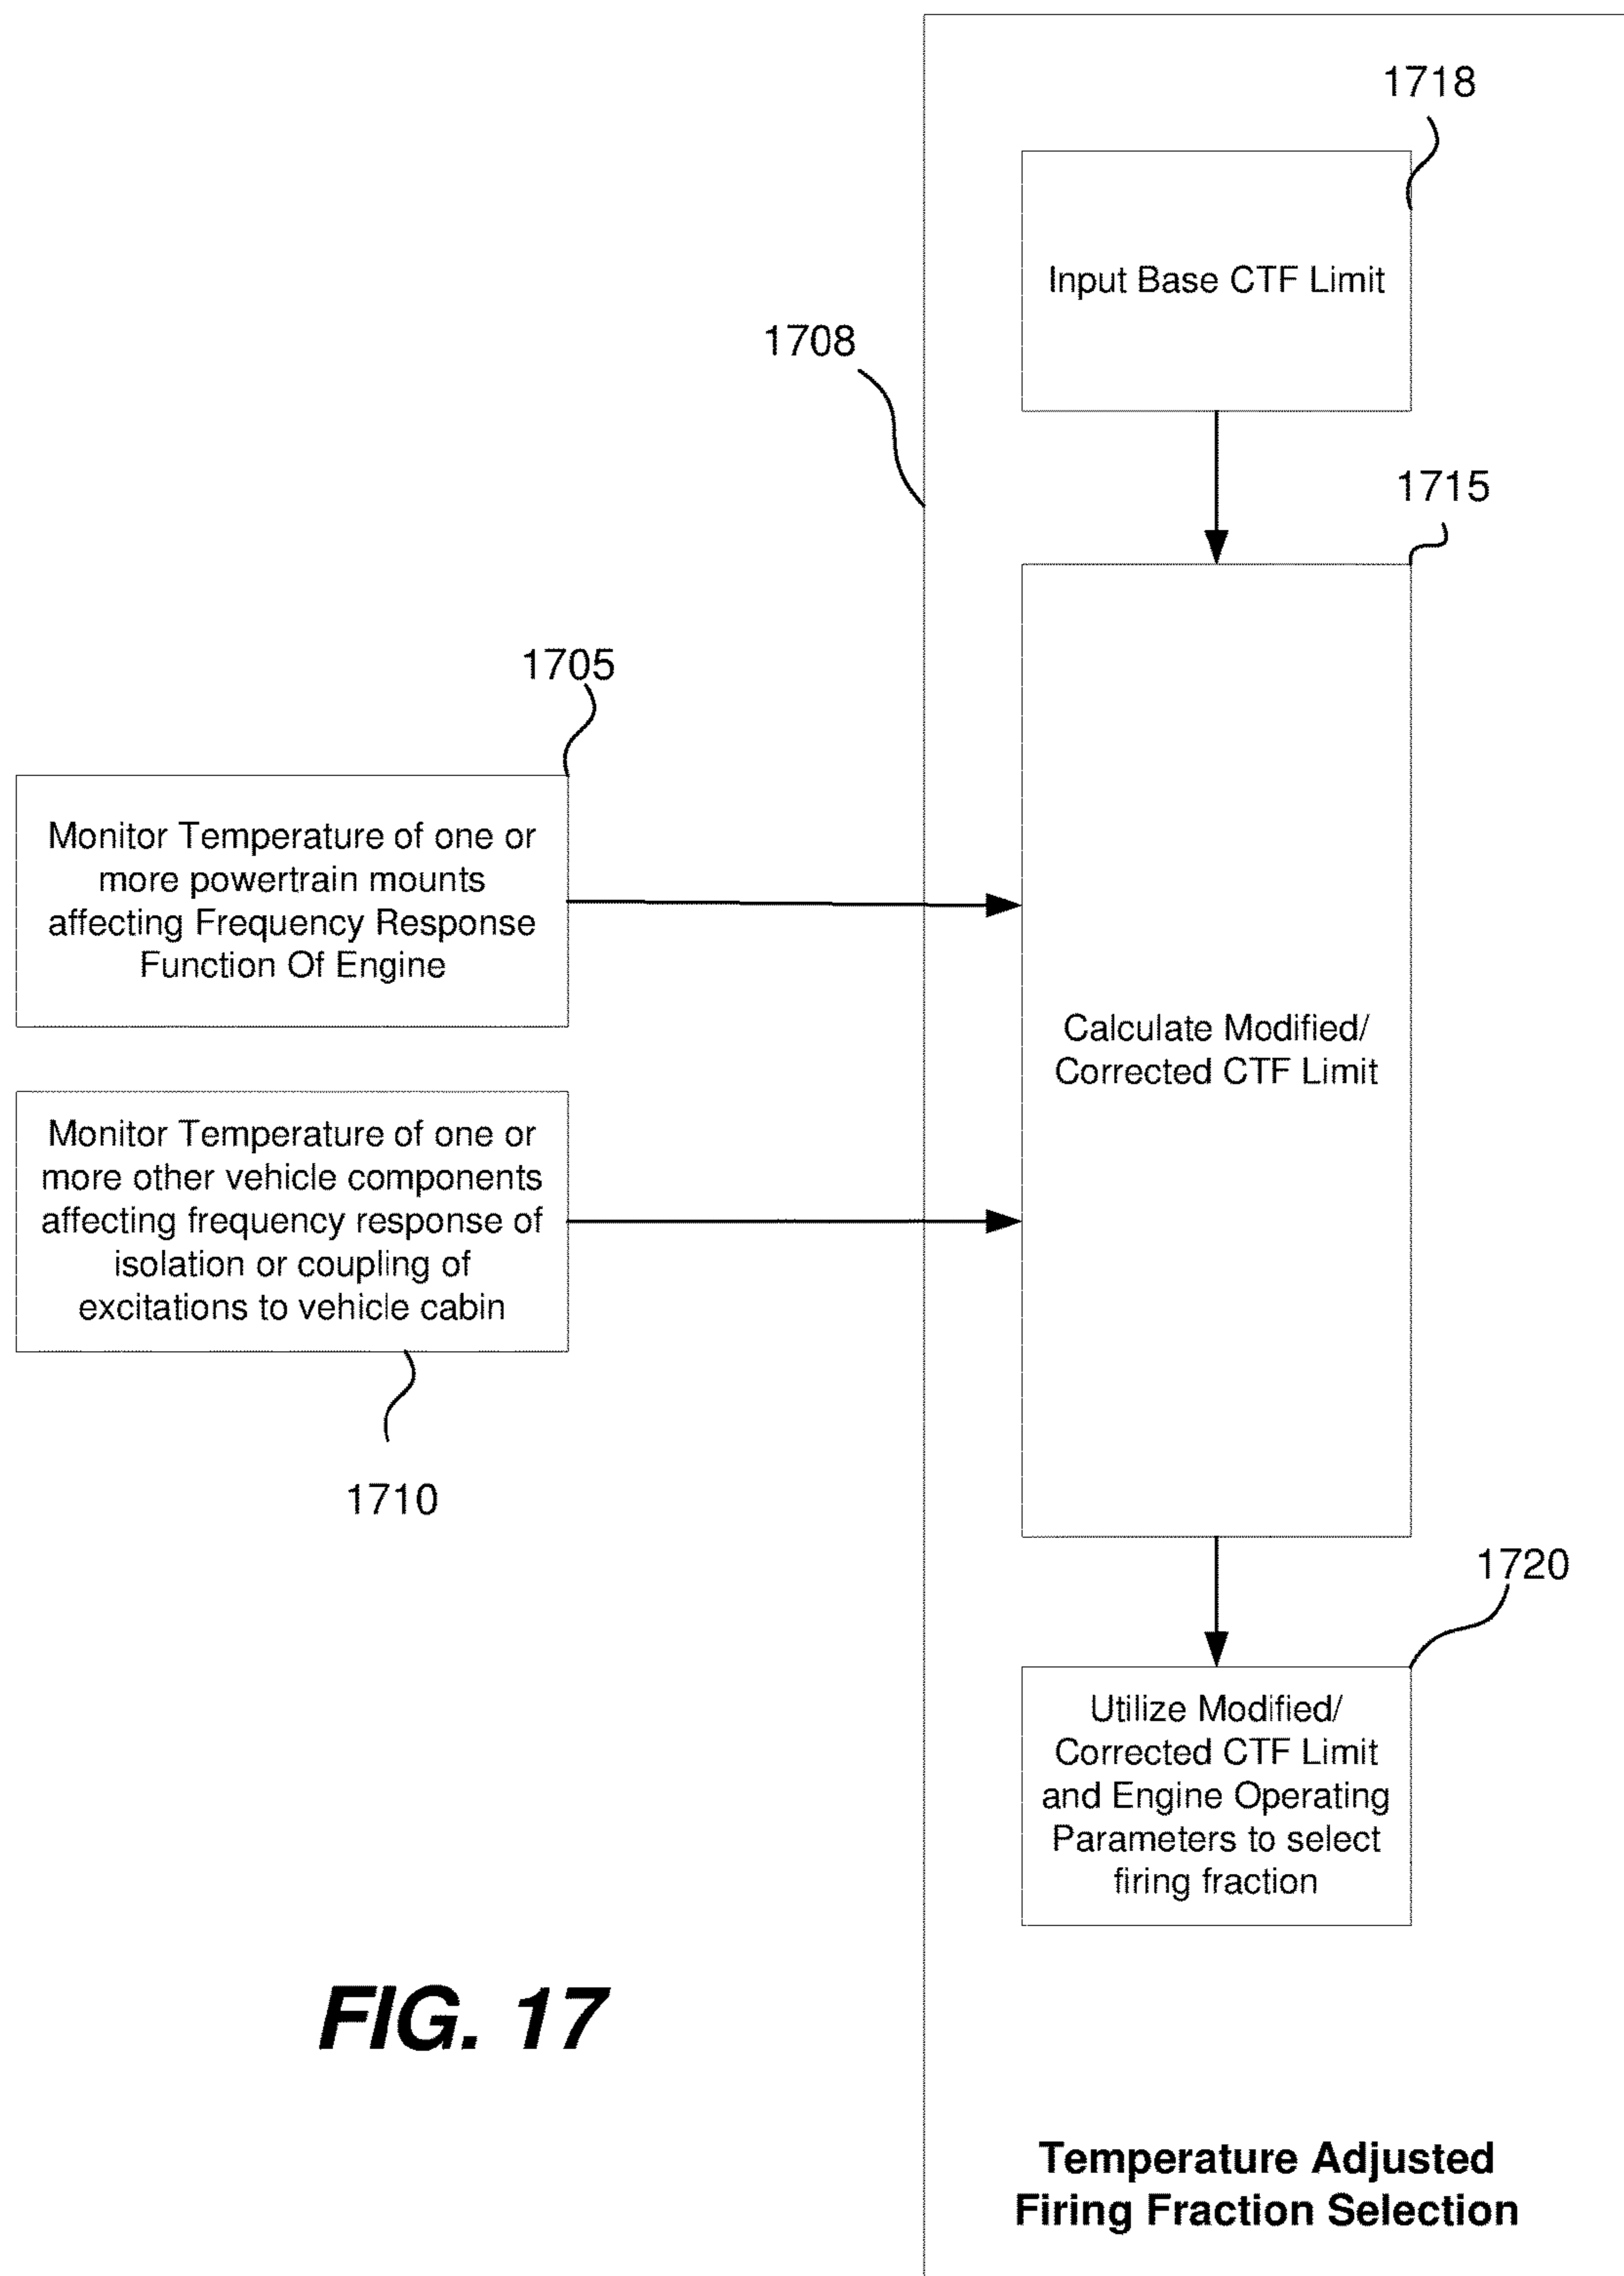 1718
Input Base CTF Limit
1708
1715
1705
Monitor Temperature of one or
more powertrain mounts
affecting Frequency Response
Function Of Engine
Calculate Modified/
Corrected CTF Limit
Monitor Temperature of one or
more other vehicle components
affecting frequency response of
isolation or coupling of
excitations to vehicle cabin
1710
1720
Utilize Modified/
Corrected CTF Limit
and Engine Operating
Parameters to select
firing fraction
FIG. 17
Temperature Adjusted
Firing Fraction Selection